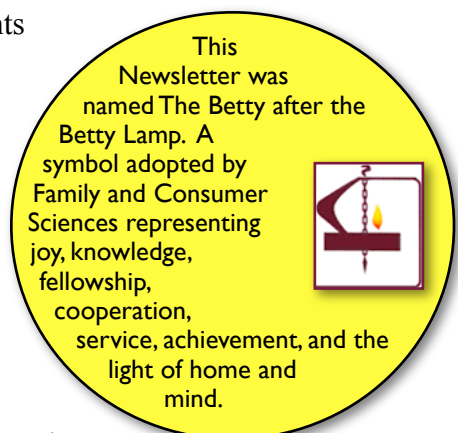 nts
This
Newsletter was
named The Betty after the
Betty Lamp. A
symbol adopted by
Family and Consumer
Sciences representing
joy, knowledge,
fellowship,
cooperation,
service, achievement, and the
light of home and
mind.